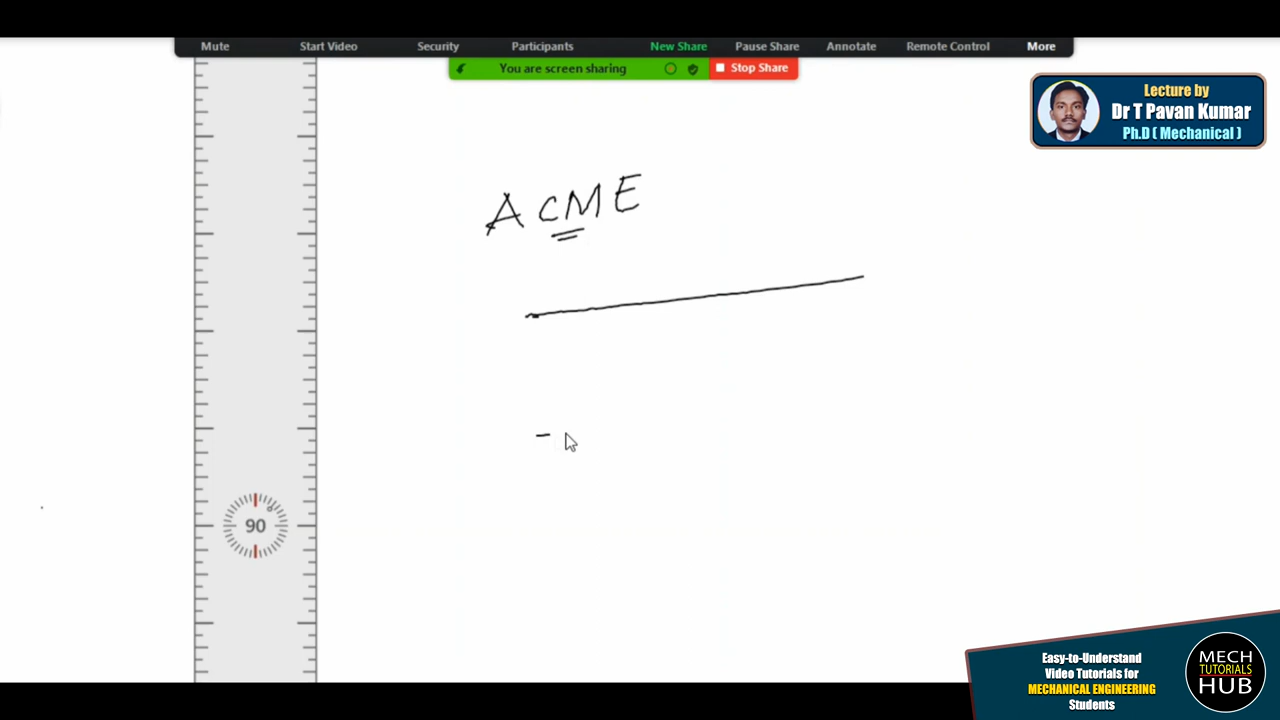 Mute Start Video Security Participants New Share Pause Share Annotate Remote Control More
You are screen sharing Stop Share
Lecture by
Dr T Pavan Kumar
Ph.D ( Mechanical )
ACME
90
Easy-to-Understand
Video Tutorials for
MECHANICAL ENGINEERING
Students
MECH
TUTORIALS
HUB